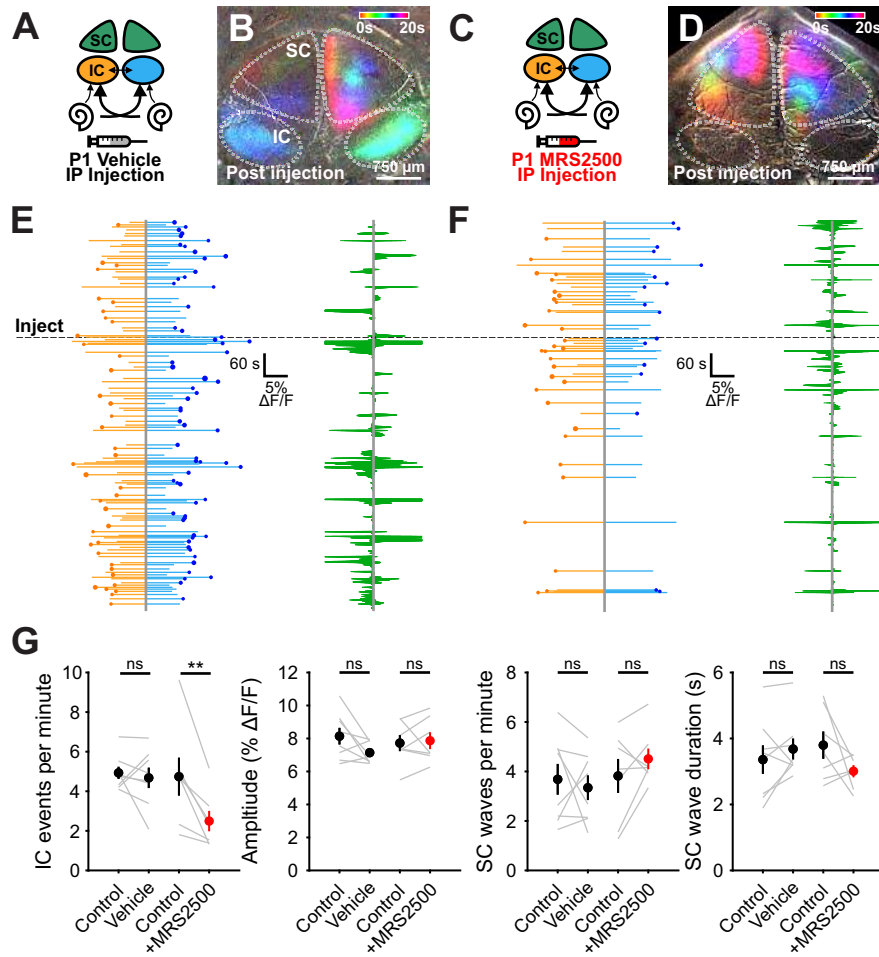 A
SC
IC
P1 Vehicle
IP Injection
B
0s 20s
SC
IC
Post injection
750 µm
C
SC
IC
P1 MRS2500
IP Injection
D
0s 20s
Post injection
750 µm
E
Inject
60 s
5%
ΔF/F
F
60 s
5%
ΔF/F
G
IC events per minute
10
8
6
4
2
0
ns
**
Control
Vehicle
Control
+MRS2500
Ampltitude (% ΔF/F)
12
10
8
6
4
2
0
ns
ns
Control
Vehicle
Control
+MRS2500
SC waves per minute
8
6
4
2
0
ns
ns
Control
Vehicle
Control
+MRS2500
SC wave duration (s)
6
4
2
0
ns
ns
Control
Vehicle
Control
+MRS2500